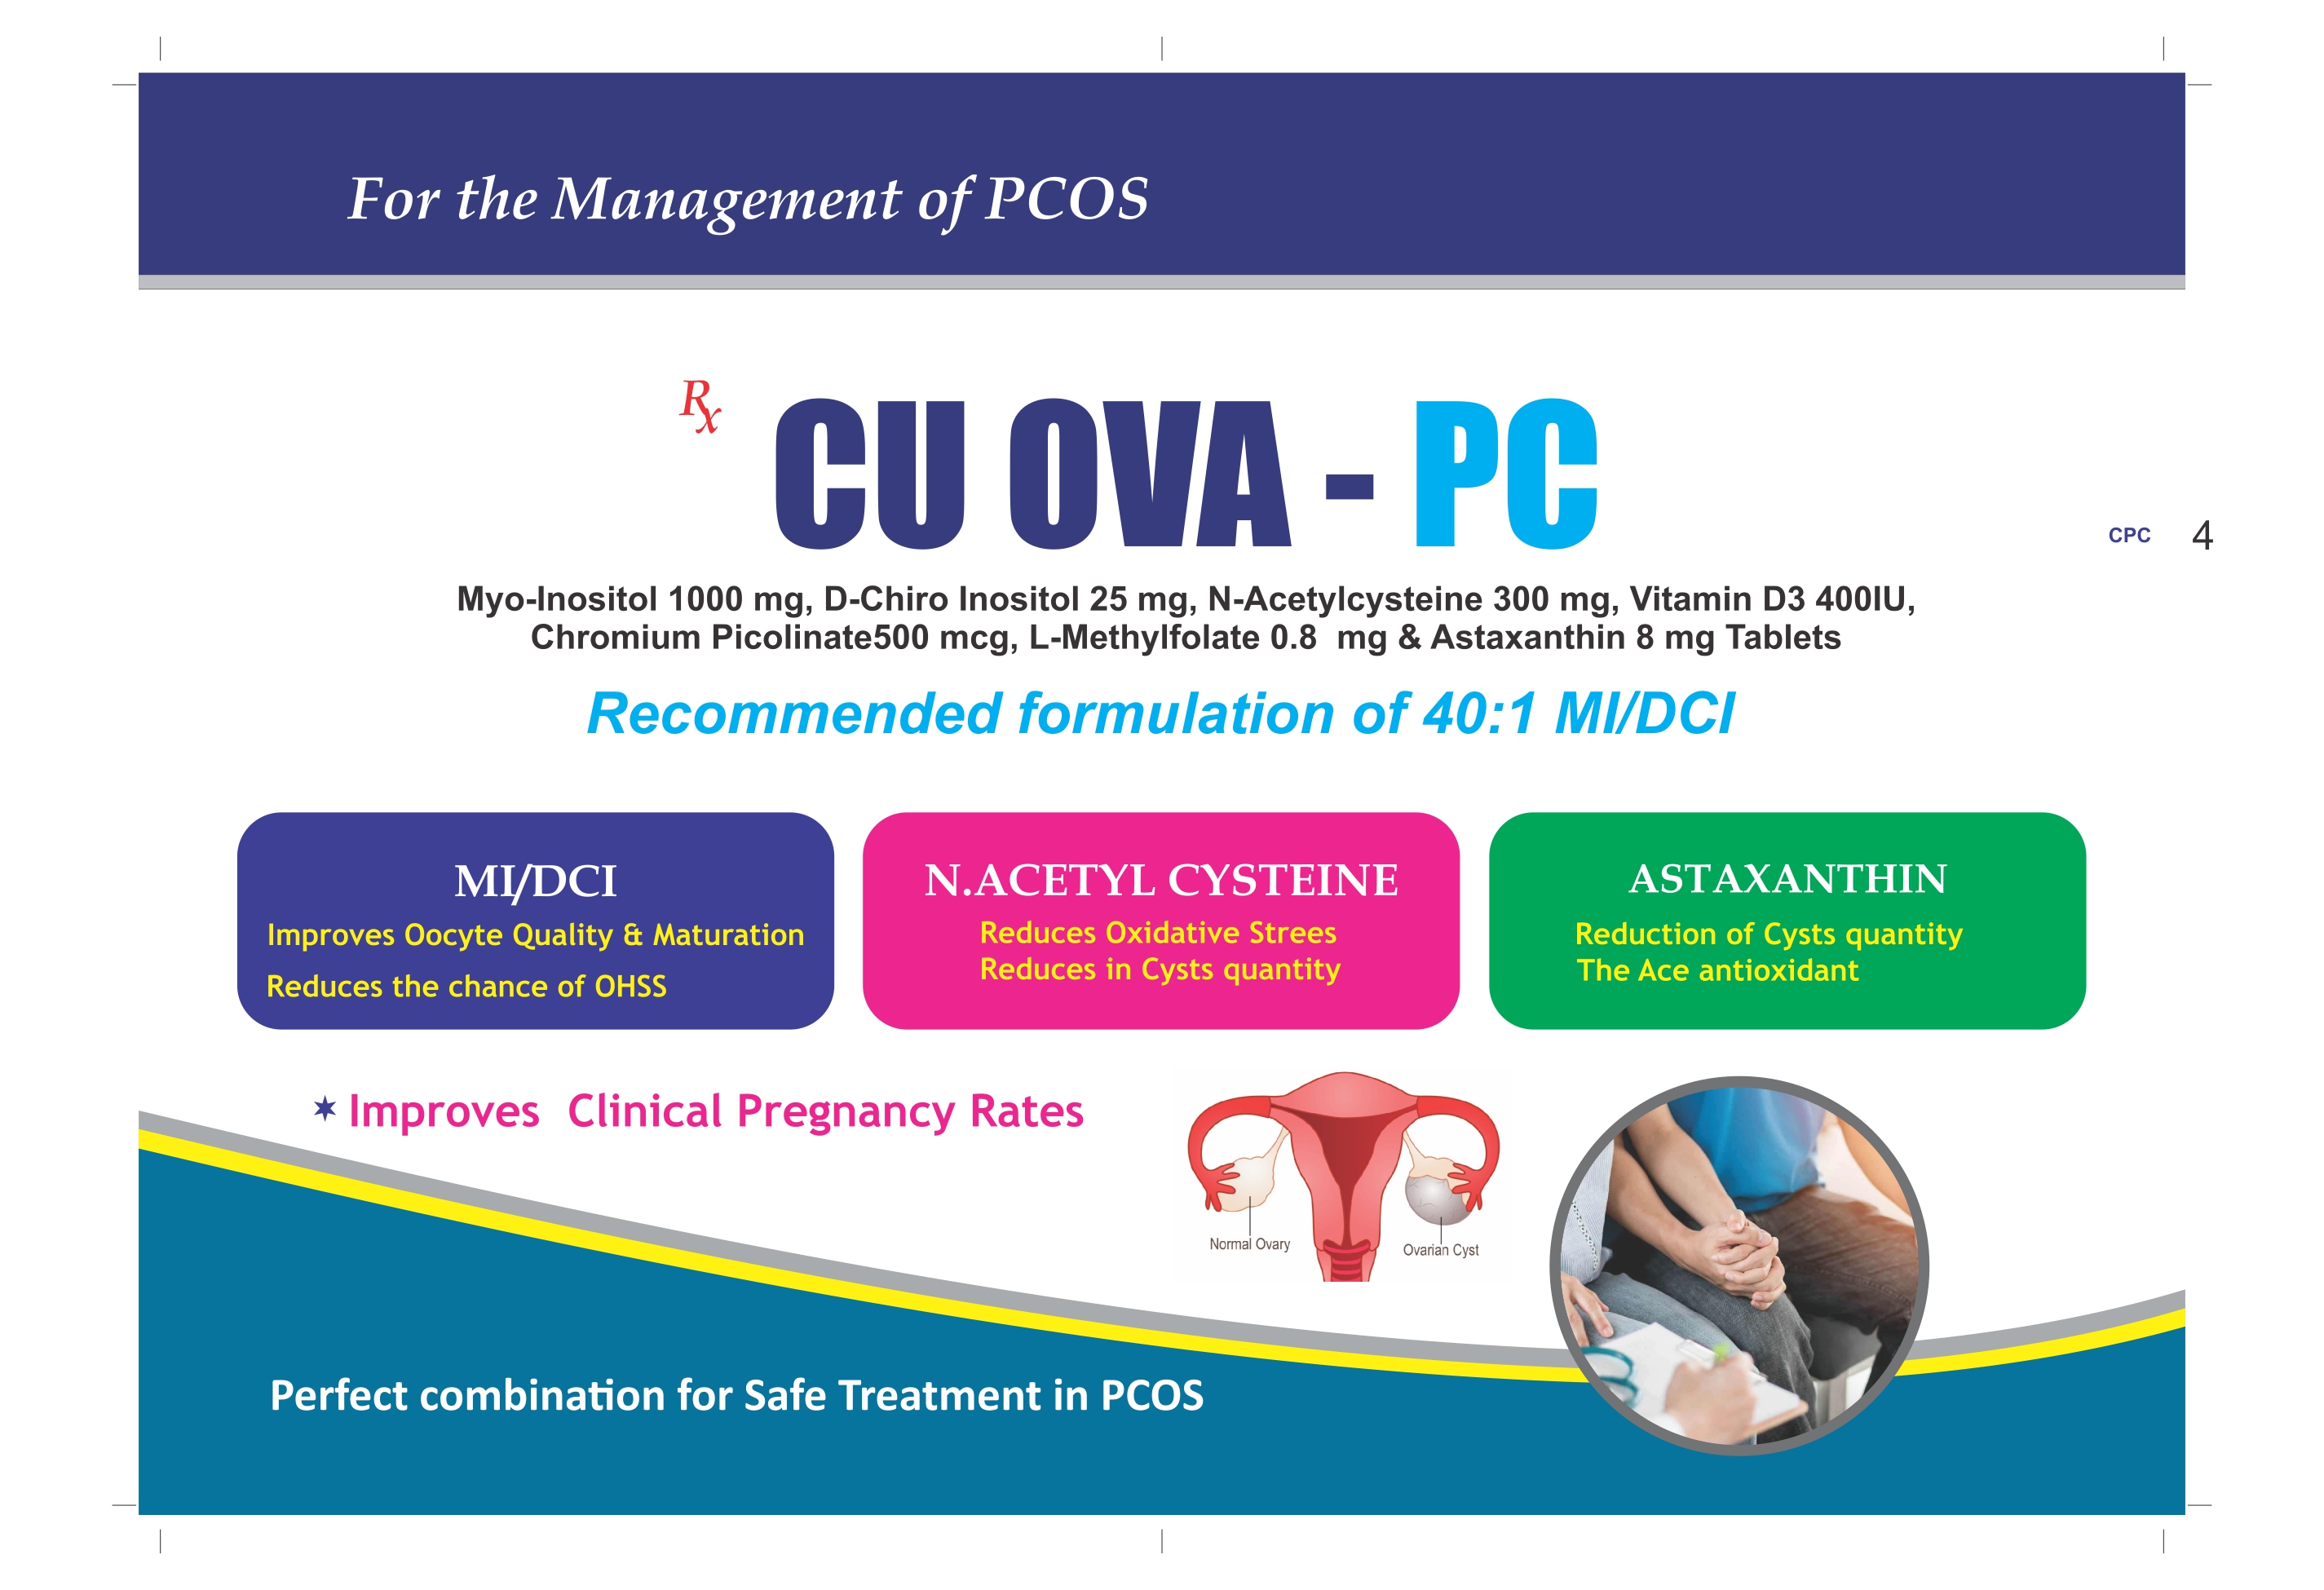 For the Management of PCOS
Rx
CU OVA - PC
CPC 4
Myo-Inositol 1000 mg, D-Chiro Inositol 25 mg, N-Acetylcysteine 300 mg, Vitamin D3 400IU,
Chromium Picolinate500 mcg, L-Methylfolate 0.8  mg & Astaxanthin 8 mg Tablets
Recommended formulation of 40:1 MI/DCI
MI/DCI
Improves Oocyte Quality & Maturation
Reduces the chance of OHSS
N.ACETYL CYSTEINE
Reduces Oxidative Strees
Reduces in Cysts quantity
ASTAXANTHIN
Reduction of Cysts quantity
The Ace antioxidant
✶ Improves  Clinical Pregnancy Rates
Normal Ovary
Ovarian Cyst
Perfect combination for Safe Treatment in PCOS